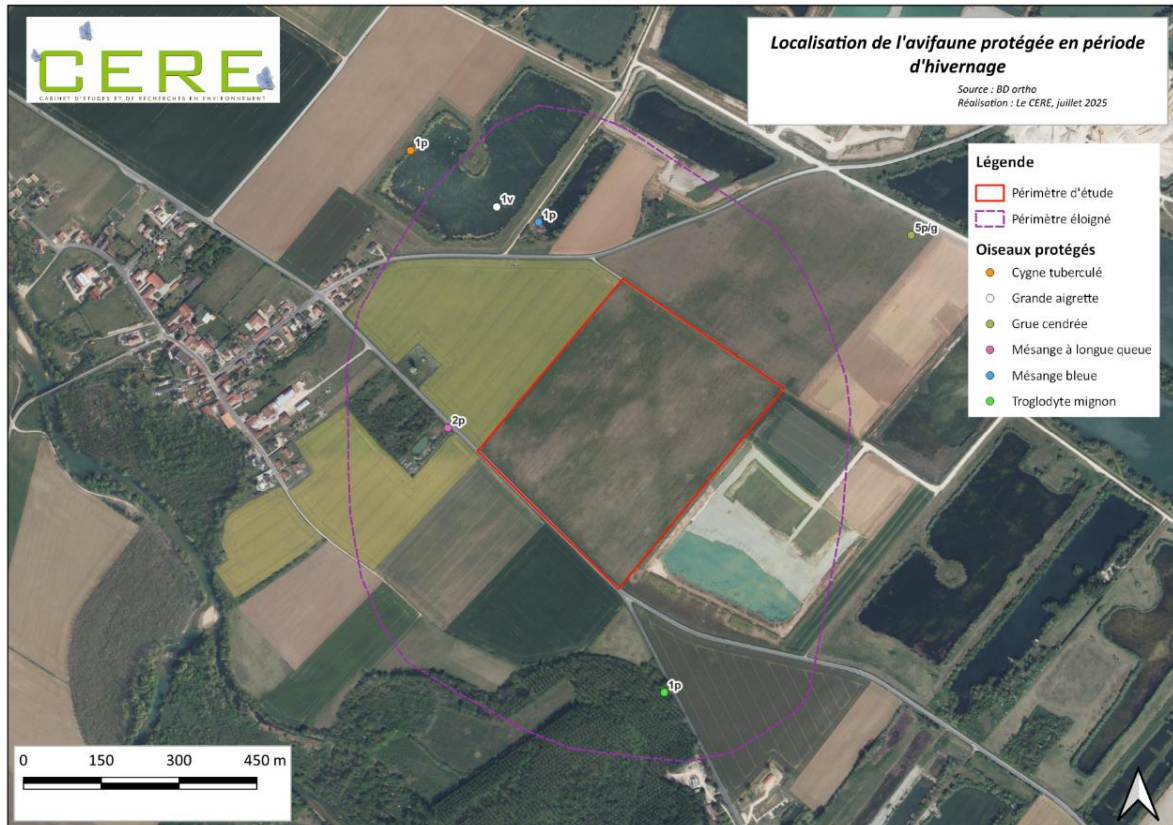 CERE
CABINET D'ÉTUDES ET DE RECHERCHES EN ENVIRONNEMENT
Localisation de l'avifaune protégée en période
d'hivernage
Source : BD ortho
Réalisation : Le CERE, juillet 2025
Légende
Périmètre d'étude
Périmètre éloigné
Oiseaux protégés
Cygne tuberculé
Grande aigrette
Grue cendrée
Mésange à longue queue
Mésange bleue
Troglodyte mignon
1p
1v
1p
5p/g
2p
1p
0 150 300 450 m